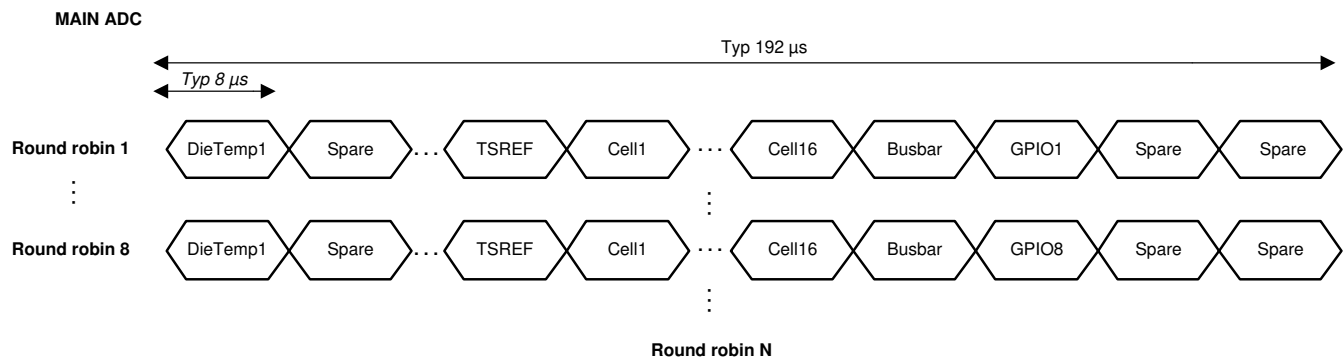 MAIN ADC
Typ 192 µs
Typ 8 µs
Round robin 1 DieTemp1 Spare ... TSREF Cell1 ... Cell16 Busbar GPIO1 Spare Spare
Round robin 8 DieTemp1 Spare ... TSREF Cell1 ... Cell16 Busbar GPIO8 Spare Spare
Round robin N